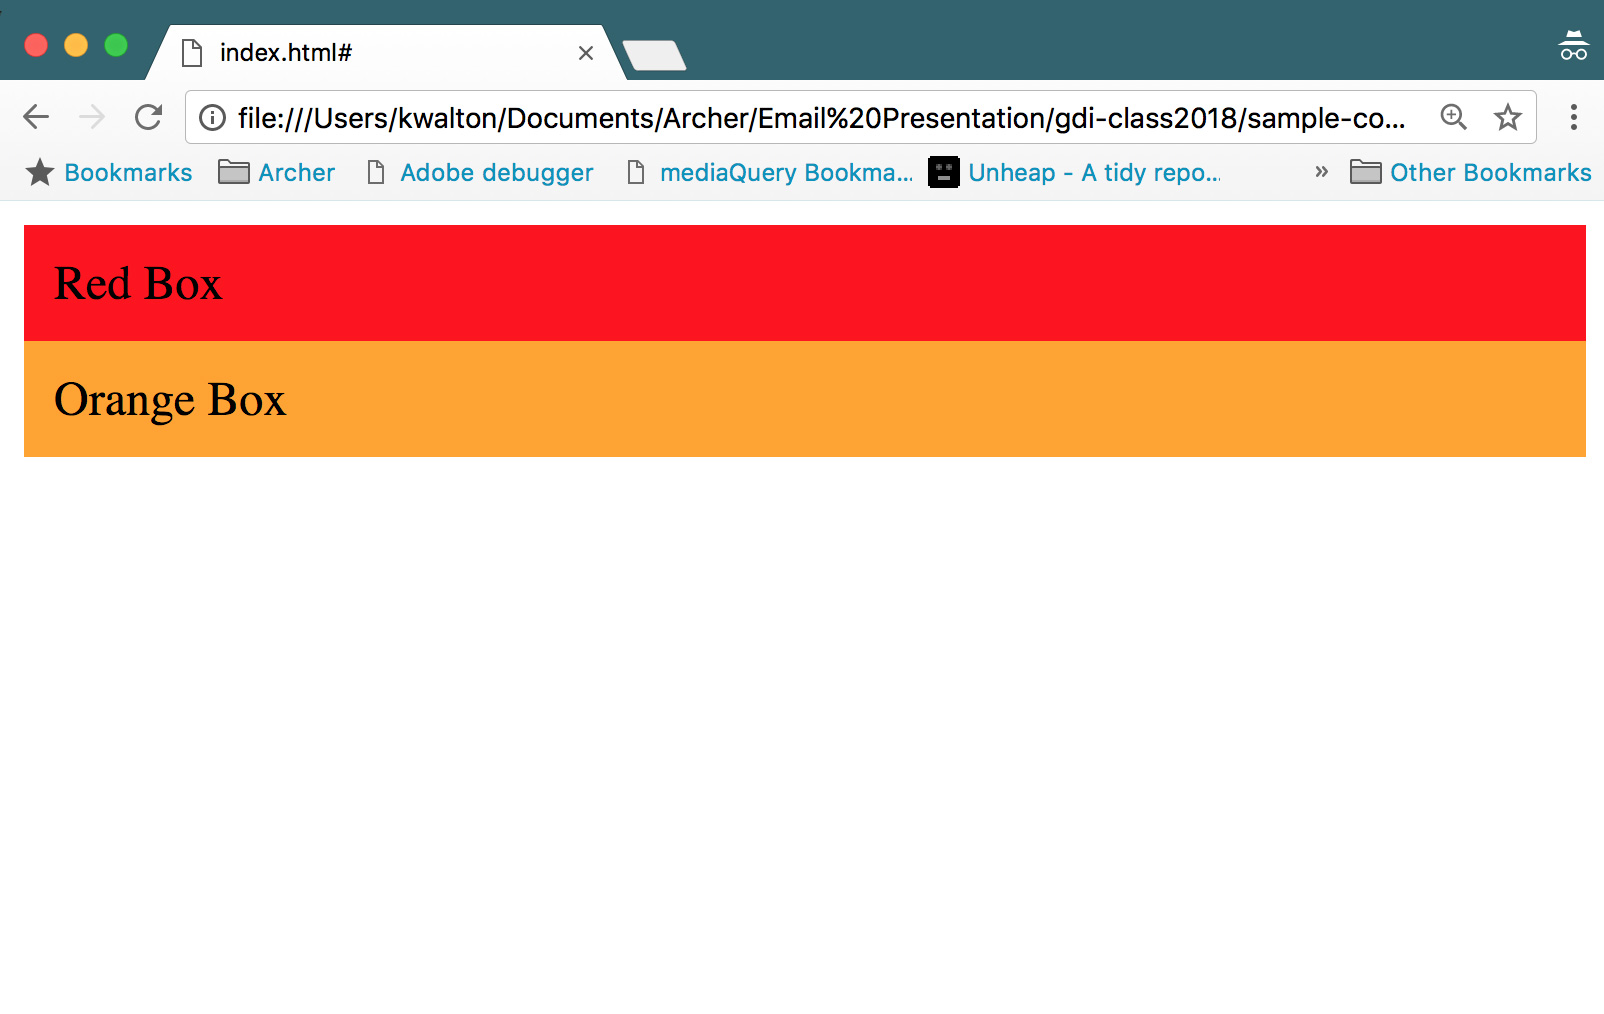 index.html#
file:///Users/kwalton/Documents/Archer/Email%20Presentation/gdi-class2018/sample-co...
Bookmarks Archer Adobe debugger mediaQuery Bookma... Unheap - A tidy repo... » Other Bookmarks
Red Box
Orange Box